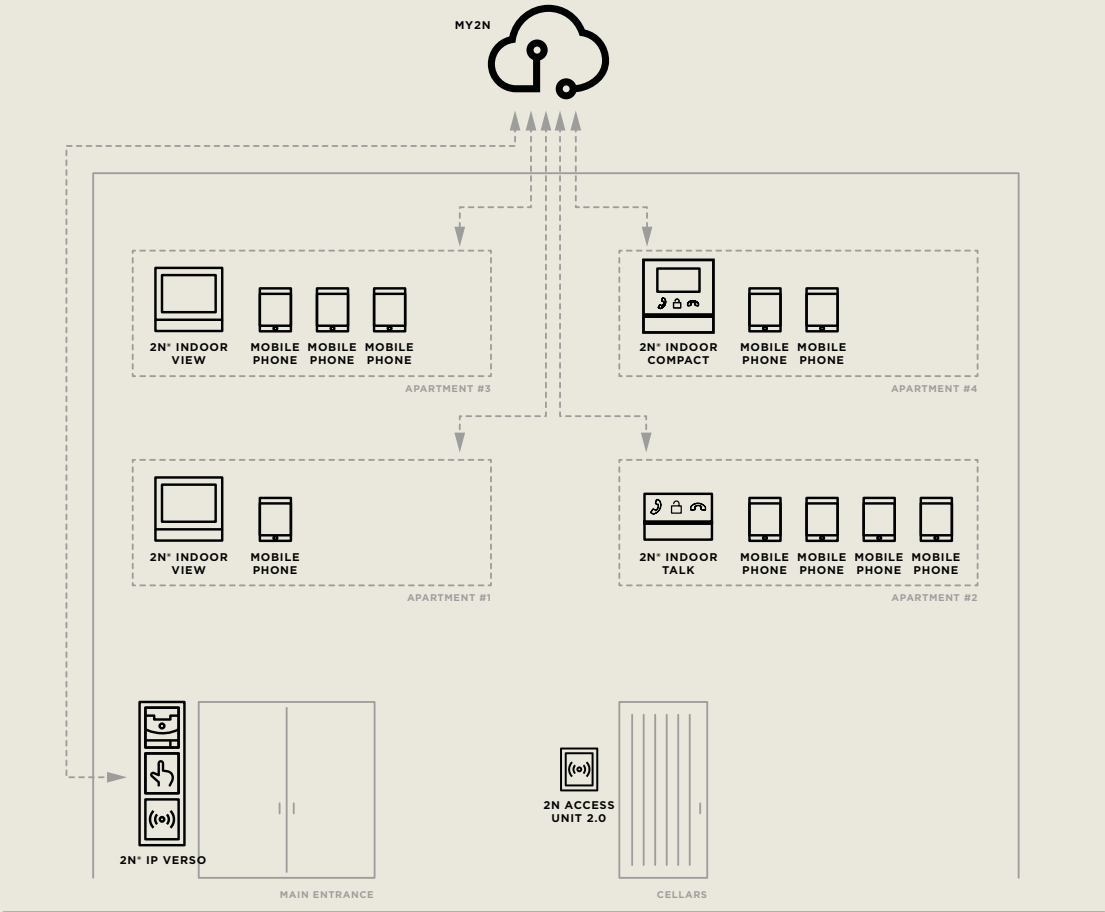 MY2N
2N® INDOOR
VIEW
MOBILE
PHONE
MOBILE
PHONE
MOBILE
PHONE
APARTMENT #3
2N® INDOOR
COMPACT
MOBILE
PHONE
MOBILE
PHONE
APARTMENT #4
2N® INDOOR
VIEW
MOBILE
PHONE
APARTMENT #1
2N® INDOOR
TALK
MOBILE
PHONE
MOBILE
PHONE
MOBILE
PHONE
MOBILE
PHONE
APARTMENT #2
2N® IP VERSO
MAIN ENTRANCE
2N ACCESS
UNIT 2.0
CELLARS